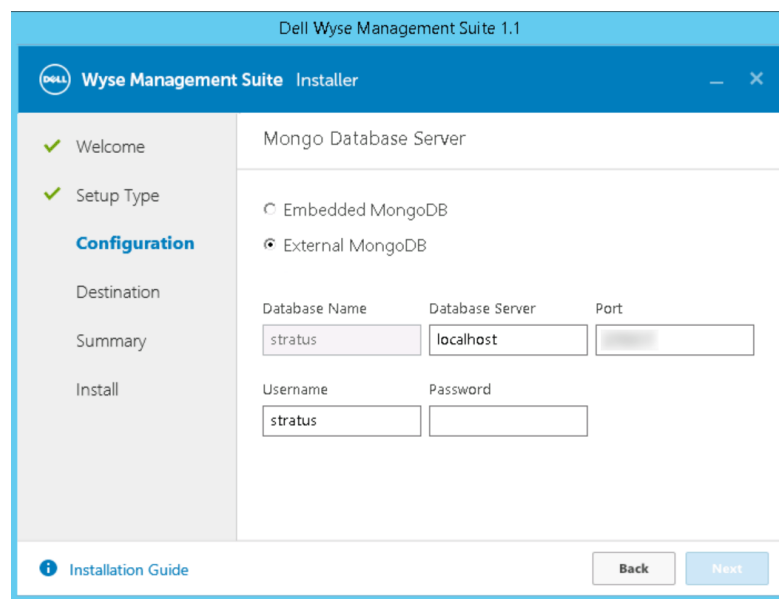 Dell Wyse Management Suite 1.1
DELL Wyse Management Suite Installer
Welcome
Setup Type
Configuration
Destination
Summary
Install
Mongo Database Server
Embedded MongoDB
External MongoDB
Database Name Database Server Port
stratus localhost
Username Password
stratus
Installation Guide
Back Next